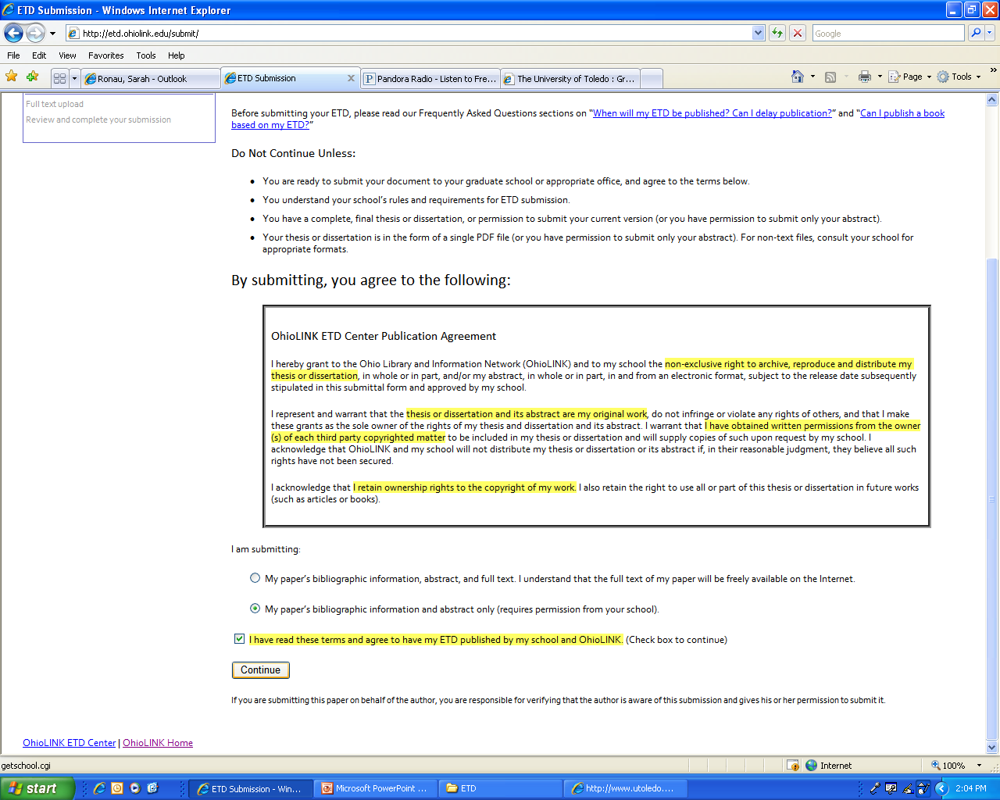 ETD Submission - Windows Internet Explorer
http://etd.ohiolink.edu/submit/
Google
File Edit View Favorites Tools Help
Ronau, Sarah - Outlook
ETD Submission
Pandora Radio - Listen to Fre...
The University of Toledo : Gr...
Page
Tools
Full text upload
Review and complete your submission
Before submitting your ETD, please read our Frequently Asked Questions sections on “When will my ETD be published? Can I delay publication?” and “Can I publish a book
based on my ETD?”
Do Not Continue Unless:
• You are ready to submit your document to your graduate school or appropriate office, and agree to the terms below.
• You understand your school’s rules and requirements for ETD submission.
• You have a complete, final thesis or dissertation, or permission to submit your current version (or you have permission to submit only your abstract).
• Your thesis or dissertation is in the form of a single PDF file (or you have permission to submit only your abstract). For non-text files, consult your school for
appropriate formats.
By submitting, you agree to the following:
OhioLINK ETD Center Publication Agreement
I hereby grant to the Ohio Library and Information Network (OhioLINK) and to my school the non-exclusive right to archive, reproduce and distribute my
thesis or dissertation, in whole or in part, and/or my abstract, in whole or in part, in and from an electronic format, subject to the release date subsequently
stipulated in this submittal form and approved by my school.
I represent and warrant that the thesis or dissertation and its abstract are my original work, do not infringe or violate any rights of others, and that I make
these grants as the sole owner of the rights of my thesis and dissertation and its abstract. I warrant that I have obtained written permissions from the owner
(s) of each third party copyrighted matter to be included in my thesis or dissertation and will supply copies of such upon request by my school. I
acknowledge that OhioLINK and my school will not distribute my thesis or dissertation or its abstract if, in their reasonable judgment, they believe all such
rights have not been secured.
I acknowledge that I retain ownership rights to the copyright of my work. I also retain the right to use all or part of this thesis or dissertation in future works
(such as articles or books).
I am submitting:
My paper’s bibliographic information, abstract, and full text. I understand that the full text of my paper will be freely available on the Internet.
My paper’s bibliographic information and abstract only (requires permission from your school).
I have read these terms and agree to have my ETD published by my school and OhioLINK. (Check box to continue)
Continue
If you are submitting this paper on behalf of the author, you are responsible for verifying that the author is aware of this submission and gives his or her permission to submit it.
OhioLINK ETD Center | OhioLINK Home
getschool.cgi
Internet
100%
start
ETD Submission - Win...
Microsoft PowerPoint ...
ETD
http://www.utoledo....
2:04 PM